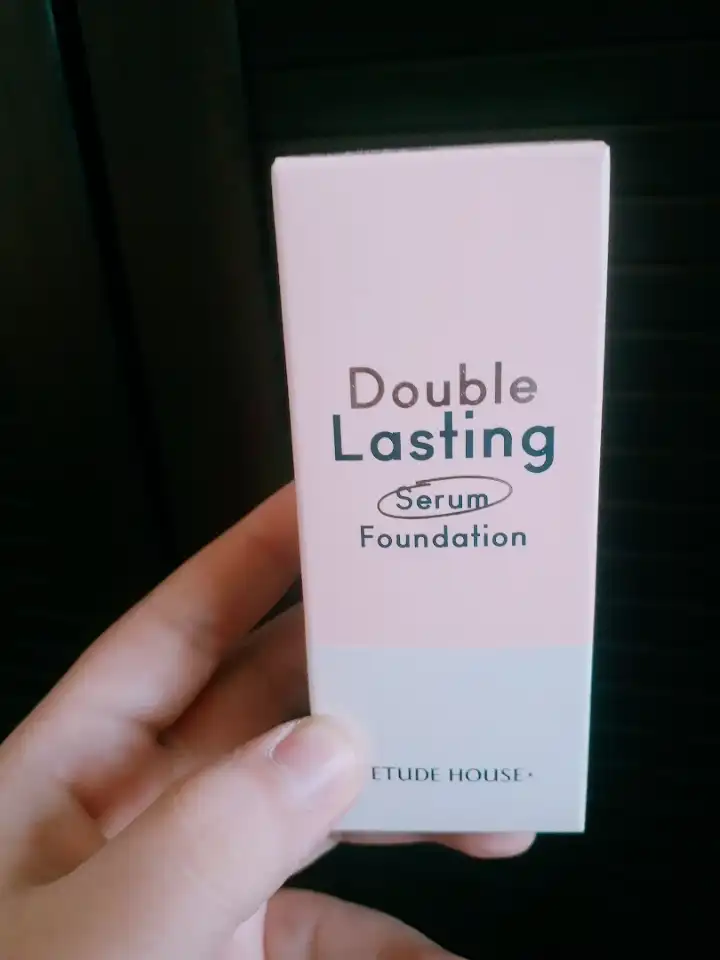 Double
Lasting
Serum
Foundation
ETUDE HOUSE